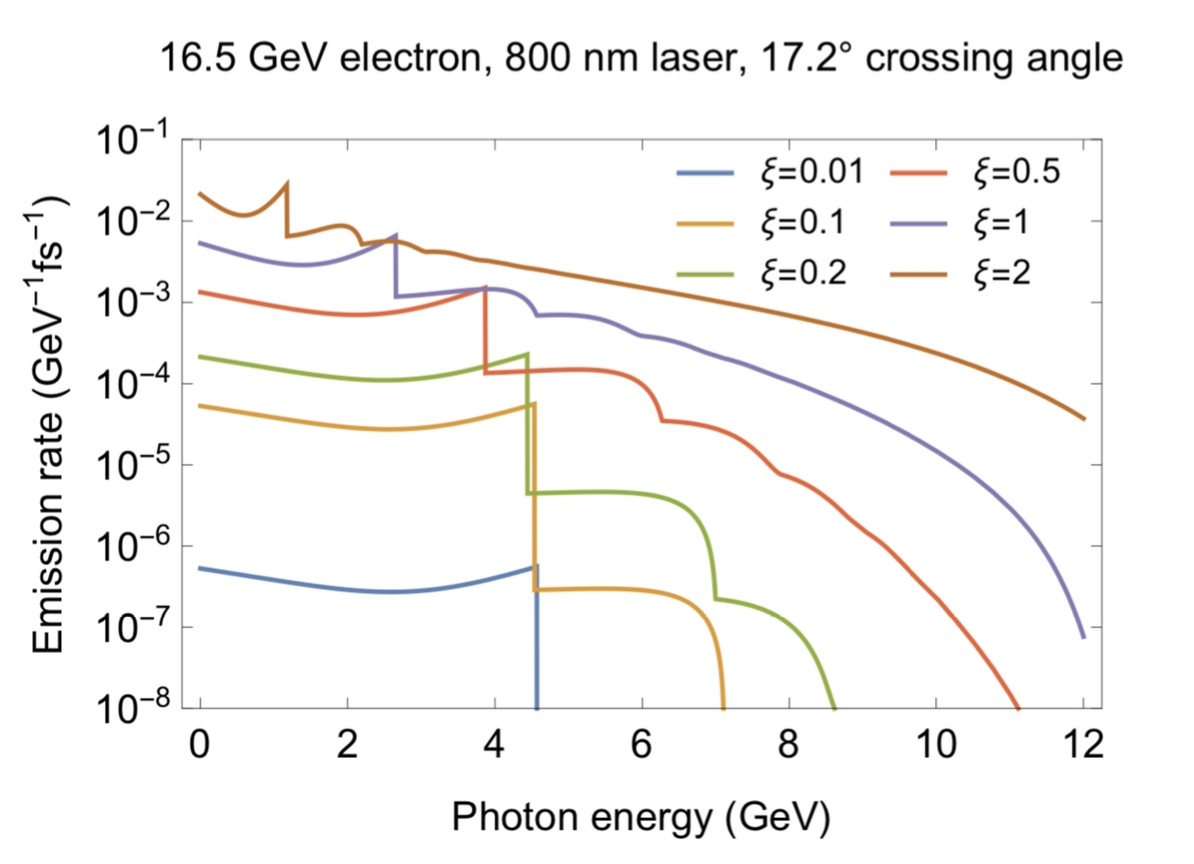 16.5 GeV electron, 800 nm laser, 17.2° crossing angle
Emission rate (GeV⁻¹fs⁻¹)
10⁻¹
10⁻²
10⁻³
10⁻⁴
10⁻⁵
10⁻⁶
10⁻⁷
10⁻⁸
ξ=0.01 ξ=0.5
ξ=0.1 ξ=1
ξ=0.2 ξ=2
0 2 4 6 8 10 12
Photon energy (GeV)